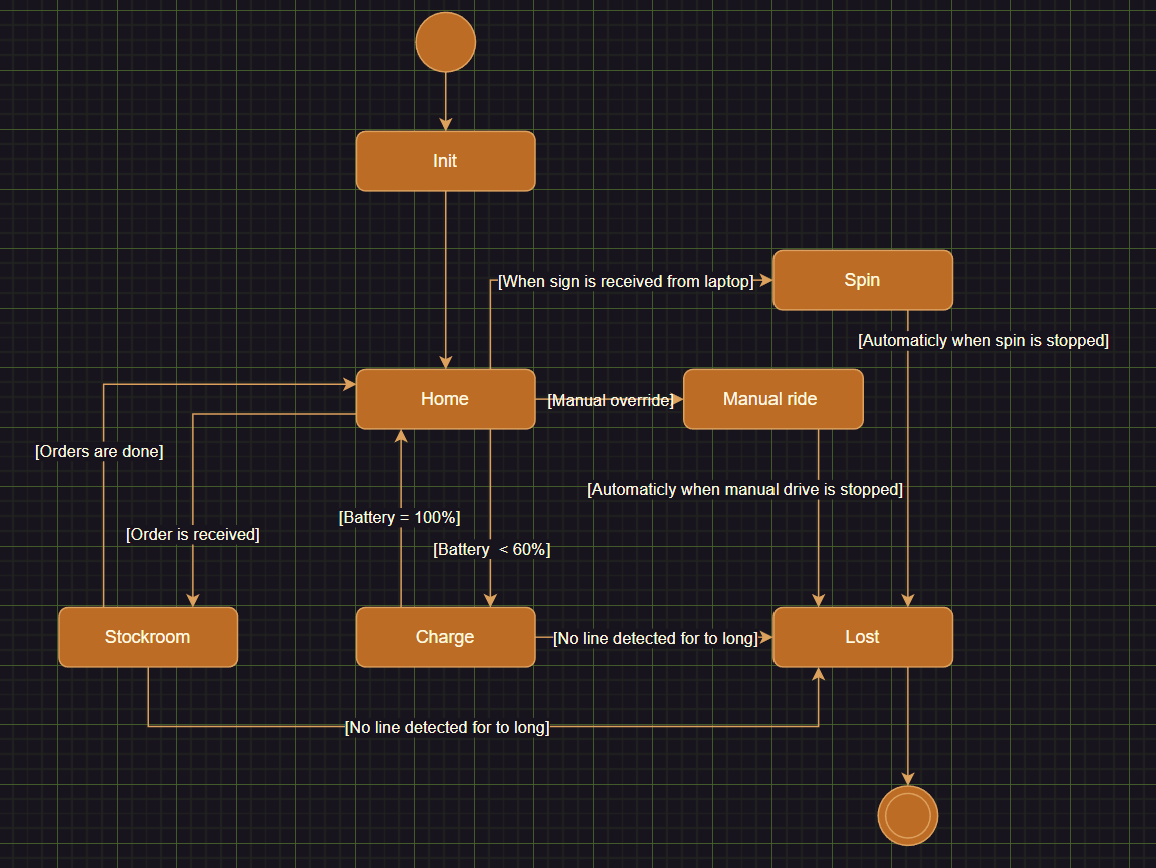 Init
[When sign is received from laptop]
Spin
[Automaticly when spin is stopped]
Home
[Manual override]
Manual ride
[Orders are done]
[Automaticly when manual drive is stopped]
[Battery = 100%]
[Order is received]
[Battery  < 60%]
Stockroom
Charge
[No line detected for to long]
Lost
[No line detected for to long]